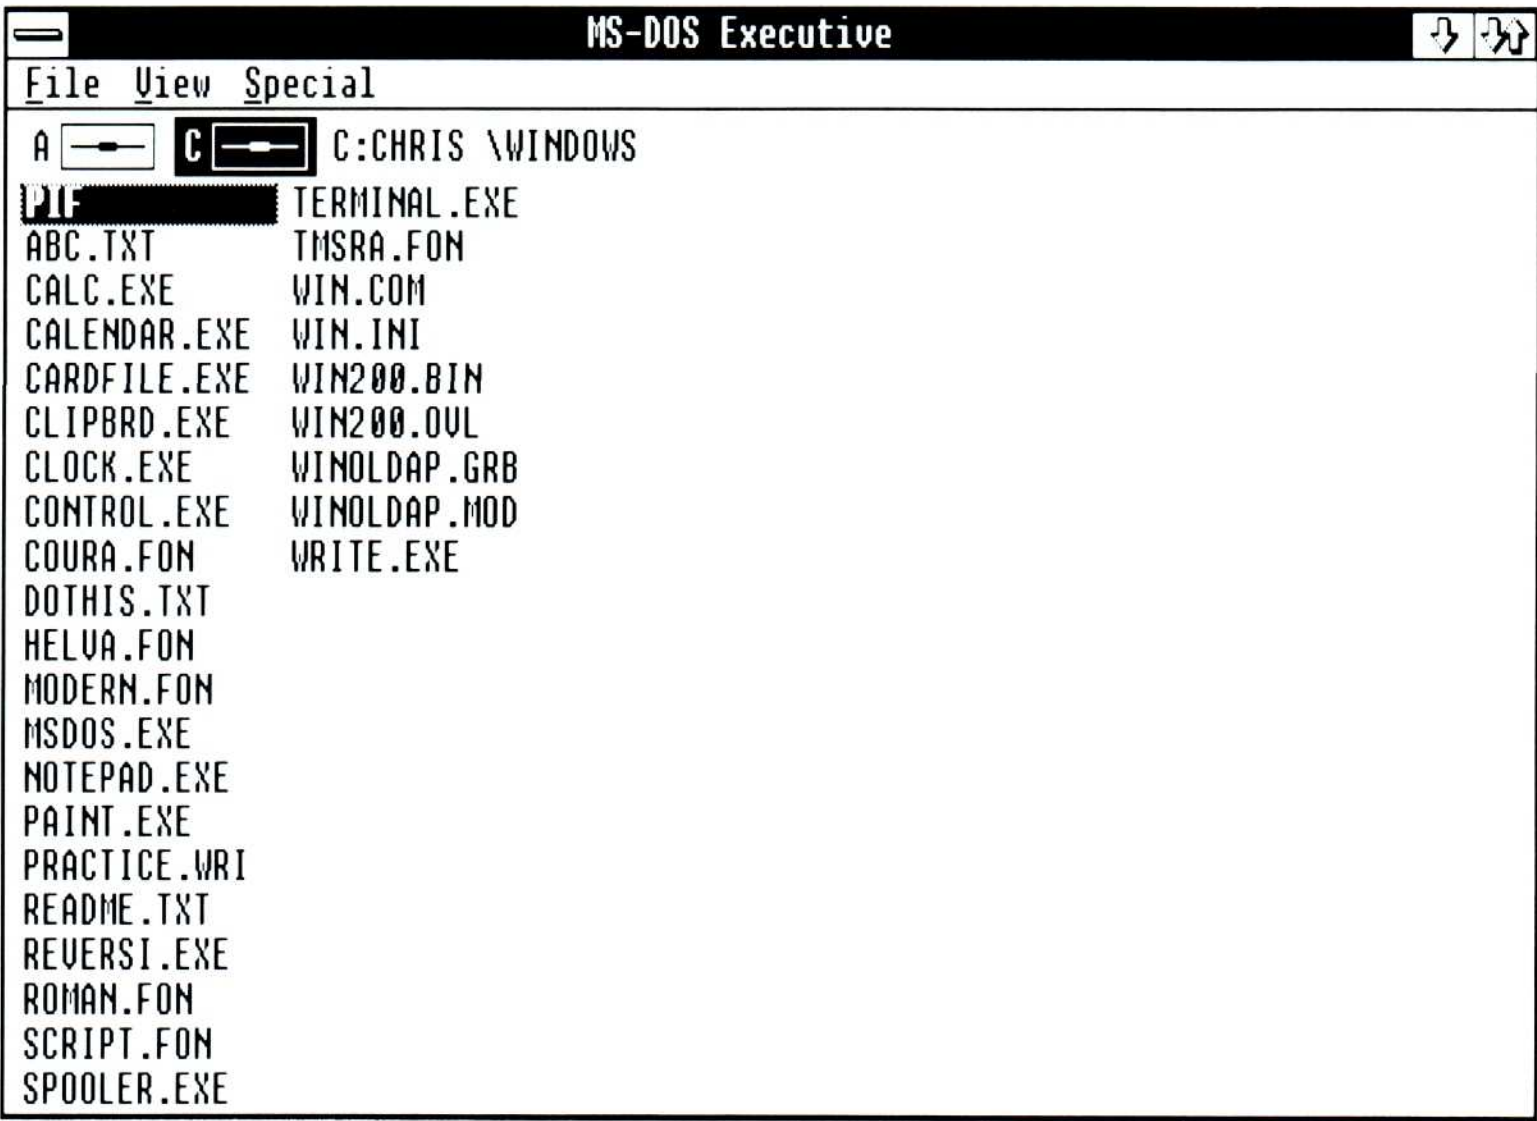 MS-DOS Executive
File View Special
A C C:CHRIS \WINDOWS
PIF
ABC.TXT
CALC.EXE
CALENDAR.EXE
CARDFILE.EXE
CLIPBRD.EXE
CLOCK.EXE
CONTROL.EXE
COURA.FON
DOTHIS.TXT
HELVA.FON
MODERN.FON
MSDOS.EXE
NOTEPAD.EXE
PAINT.EXE
PRACTICE.WRI
README.TXT
REVERSI.EXE
ROMAN.FON
SCRIPT.FON
SPOOLER.EXE
TERMINAL.EXE
TMSRA.FON
WIN.COM
WIN.INI
WIN200.BIN
WIN200.OVL
WINOLDAP.GRB
WINOLDAP.MOD
WRITE.EXE